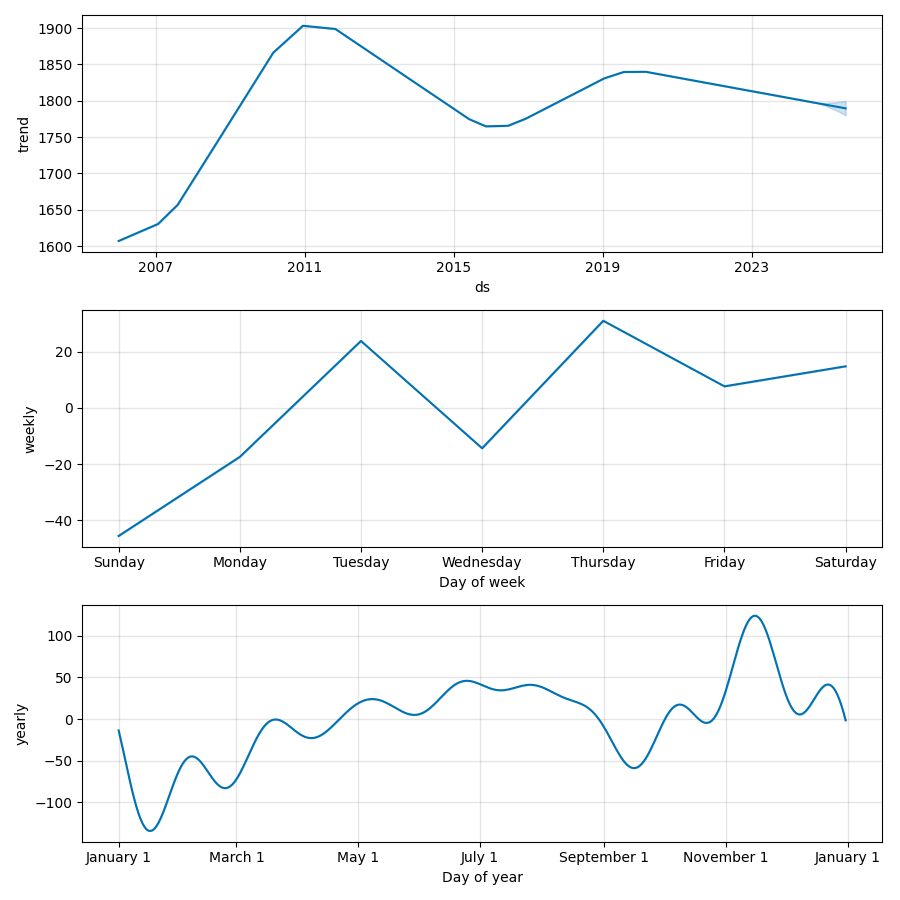 1900
1850
1800
1750
1700
1650
1600
trend
2007 2011 2015 2019 2023
ds
20
0
−20
−40
weekly
Sunday Monday Tuesday Wednesday Thursday Friday Saturday
Day of week
100
50
0
−50
−100
yearly
January 1 March 1 May 1 July 1 September 1 November 1 January 1
Day of year